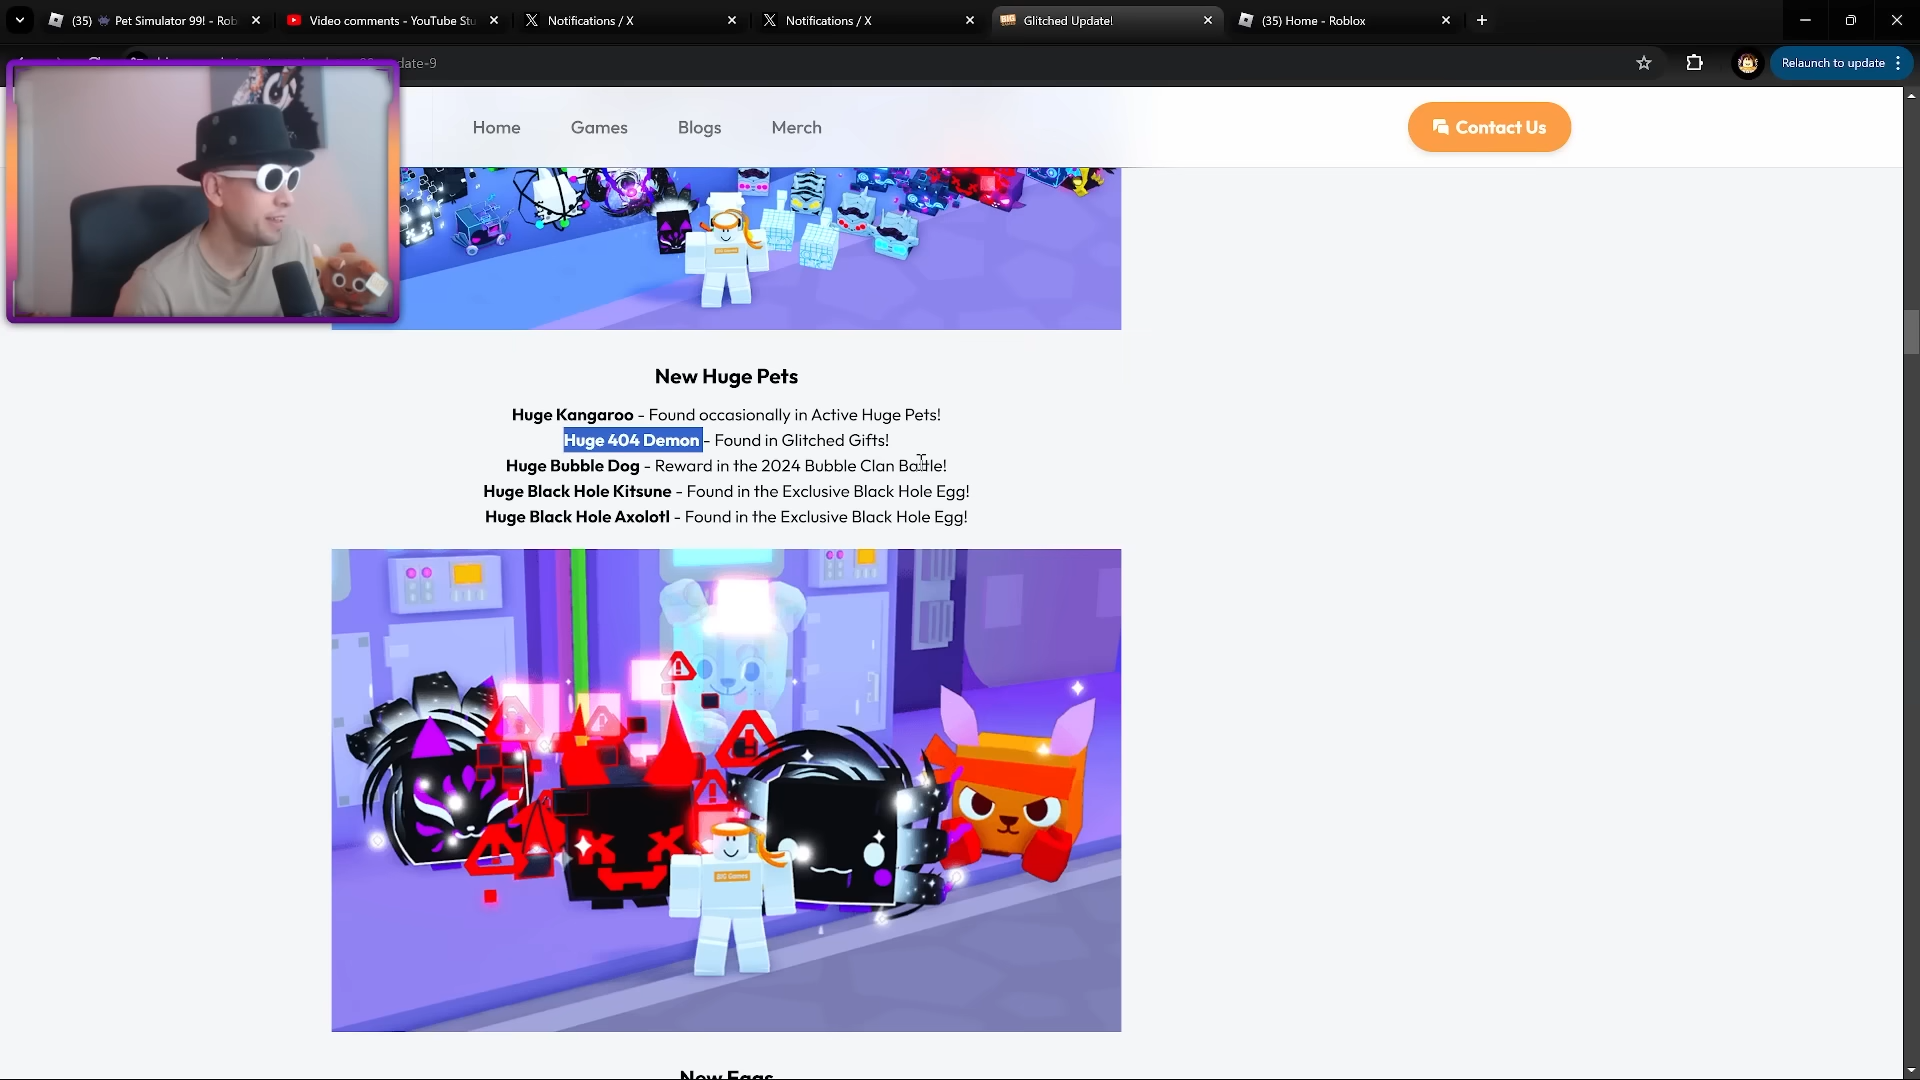 (35) 👾 Pet Simulator 99! - Rob
Video comments - YouTube Stu
Notifications / X
Notifications / X
Glitched Update!
(35) Home - Roblox
date-9
Relaunch to update
Home
Games
Blogs
Merch
Contact Us
New Huge Pets
Huge Kangaroo - Found occasionally in Active Huge Pets!
Huge 404 Demon - Found in Glitched Gifts!
Huge Bubble Dog - Reward in the 2024 Bubble Clan Battle!
Huge Black Hole Kitsune - Found in the Exclusive Black Hole Egg!
Huge Black Hole Axolotl - Found in the Exclusive Black Hole Egg!
BIG Games
New Eggs